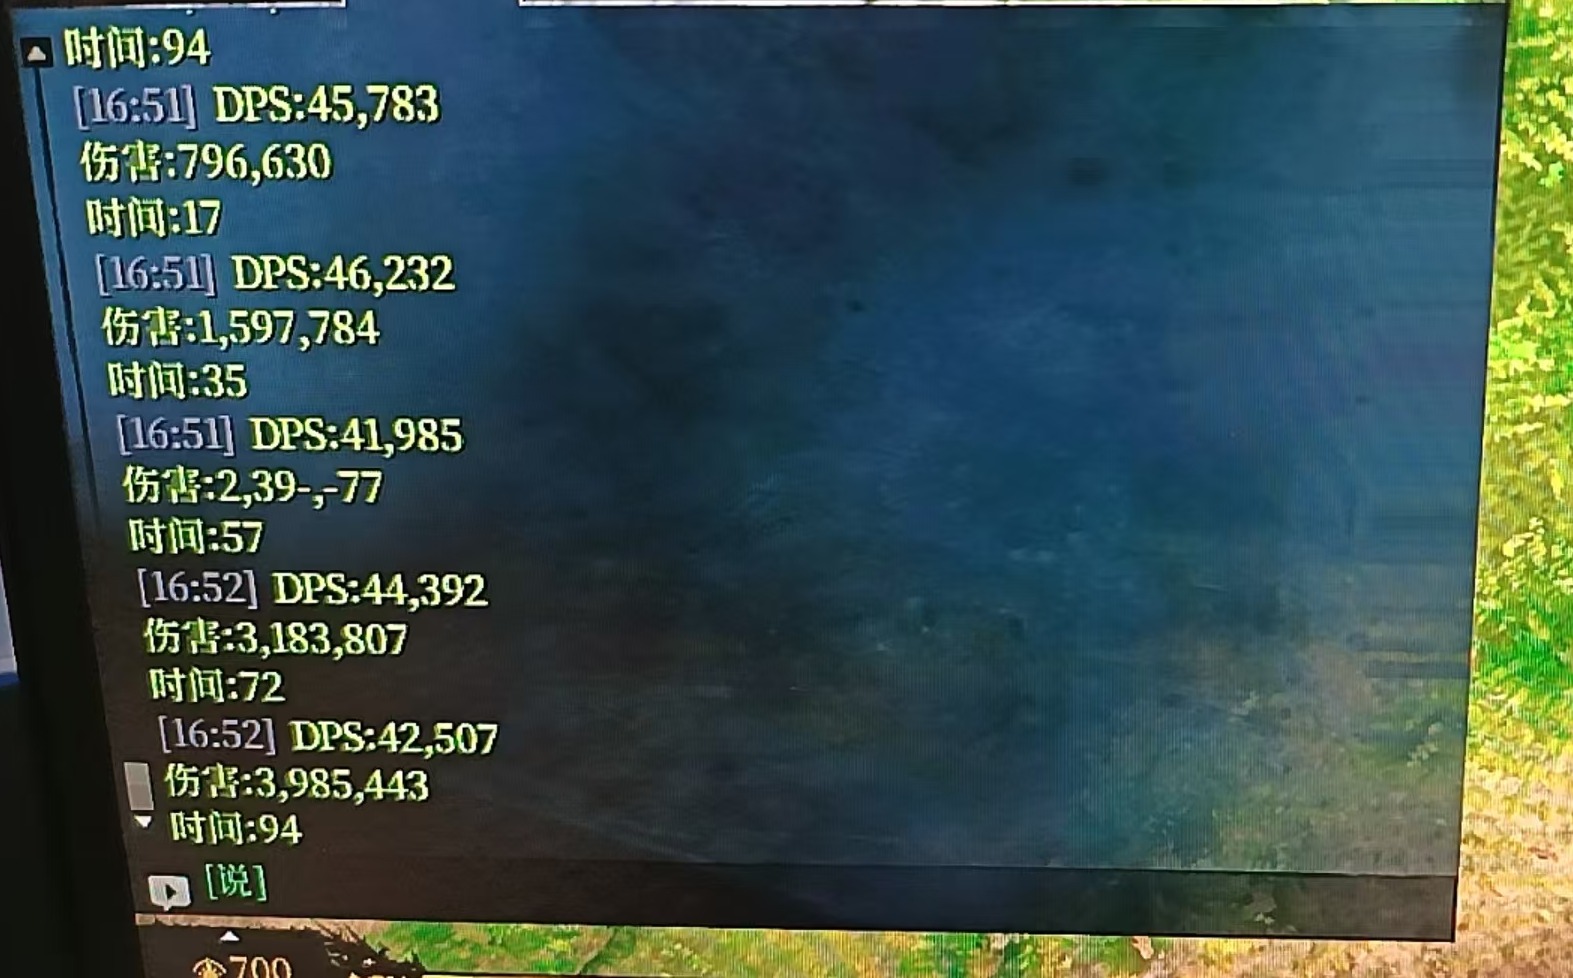 时间:94
[16:51] DPS:45,783
伤害:796,630
时间:17
[16:51] DPS:46,232
伤害:1,597,784
时间:35
[16:51] DPS:41,985
伤害:2,39-,-77
时间:57
[16:52] DPS:44,392
伤害:3,183,807
时间:72
[16:52] DPS:42,507
伤害:3,985,443
时间:94
[说]
700